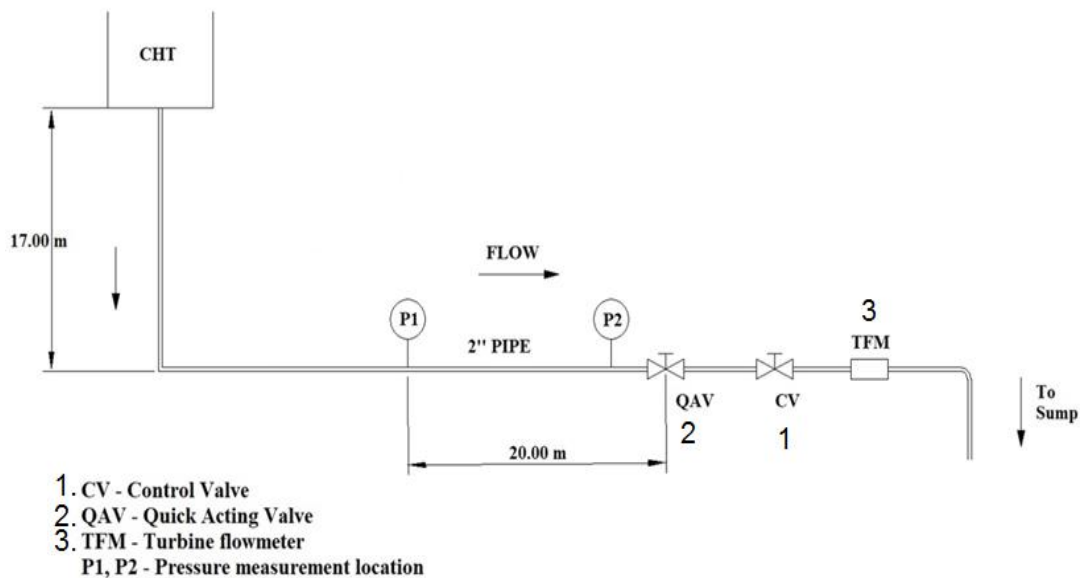 CHT
17.00 m
FLOW
P1
P2
2" PIPE
3
TFM
QAV
CV
2
1
To
Sump
20.00 m
1. CV - Control Valve
2. QAV - Quick Acting Valve
3. TFM - Turbine flowmeter
P1, P2 - Pressure measurement location